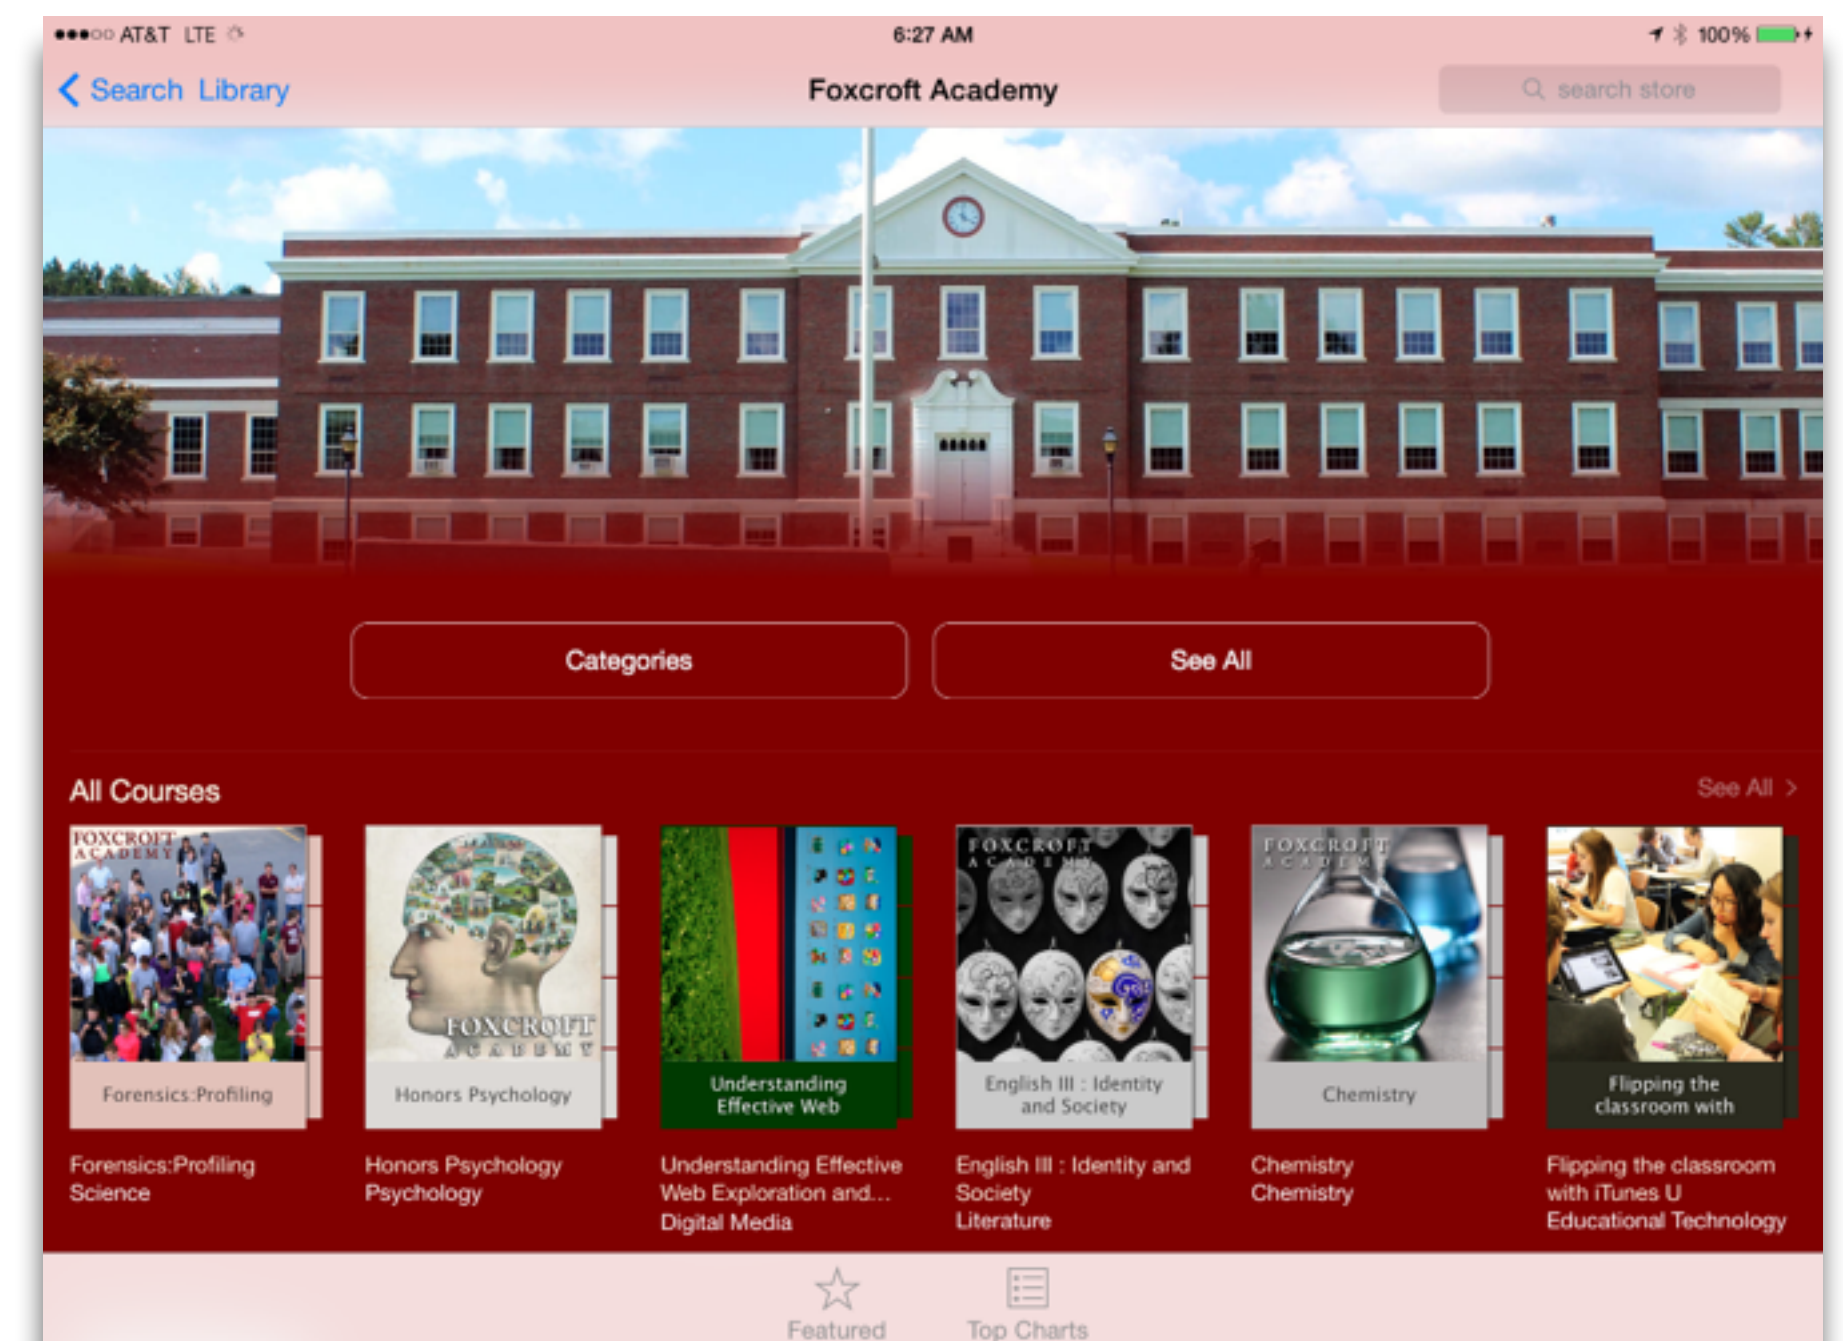 AT&T LTE 6:27 AM 100%
Search Library Foxcroft Academy search store
Categories See All
All Courses See All >
FOXCROFT
ACADEMY
Forensics:Profiling
FOXCROFT
ACADEMY
Honors Psychology
Understanding
Effective Web
FOXCROFT
ACADEMY
English III : Identity
and Society
FOXCROFT
ACADEMY
Chemistry
Flipping the
classroom with
Forensics:Profiling
Science
Honors Psychology
Psychology
Understanding Effective
Web Exploration and...
Digital Media
English III : Identity and
Society
Literature
Chemistry
Chemistry
Flipping the classroom
with iTunes U
Educational Technology
Featured Top Charts